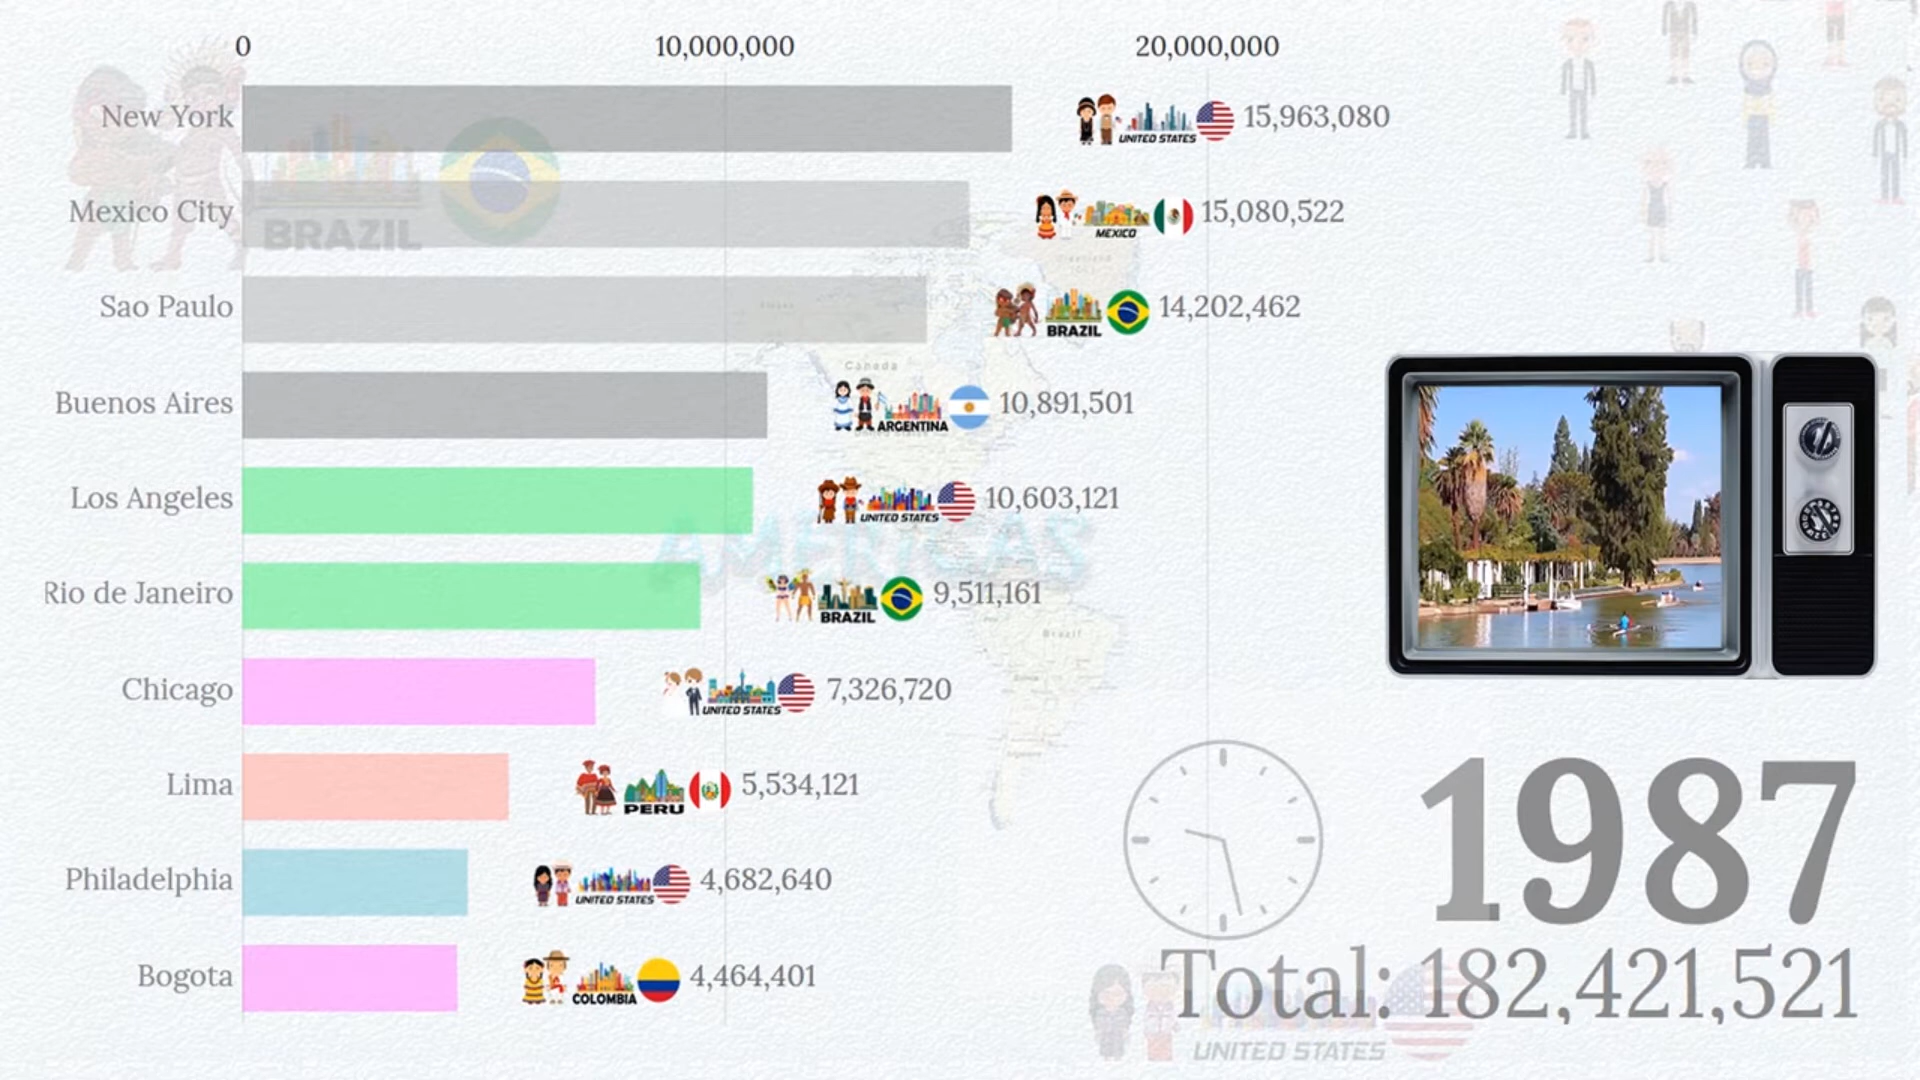 0 10,000,000 20,000,000
New York UNITED STATES 15,963,080
BRAZIL
Mexico City MEXICO 15,080,522
Sao Paulo BRAZIL 14,202,462
Canada
Buenos Aires ARGENTINA 10,891,501
Los Angeles UNITED STATES 10,603,121
AMERICAS
Rio de Janeiro BRAZIL 9,511,161
Brazil
Chicago UNITED STATES 7,326,720
Lima PERU 5,534,121
Philadelphia UNITED STATES 4,682,640
Bogota COLOMBIA 4,464,401
1987
Total: 182,421,521
UNITED STATES